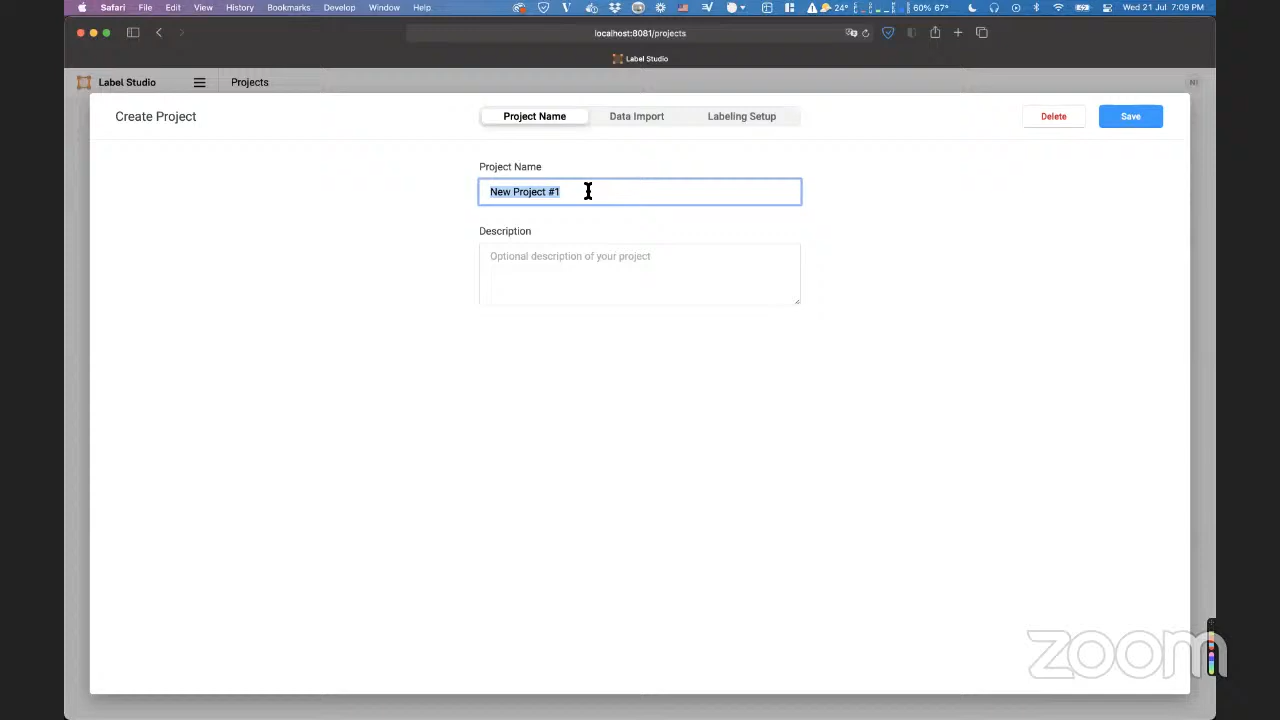 Safari File Edit View History Bookmarks Develop Window Help 24° 60% 67° Wed 21 Jul 7:09 PM
localhost:8081/projects
Label Studio
Label Studio Projects
Create Project Project Name Data Import Labeling Setup Delete Save
Project Name
New Project #1
Description
Optional description of your project
zoom